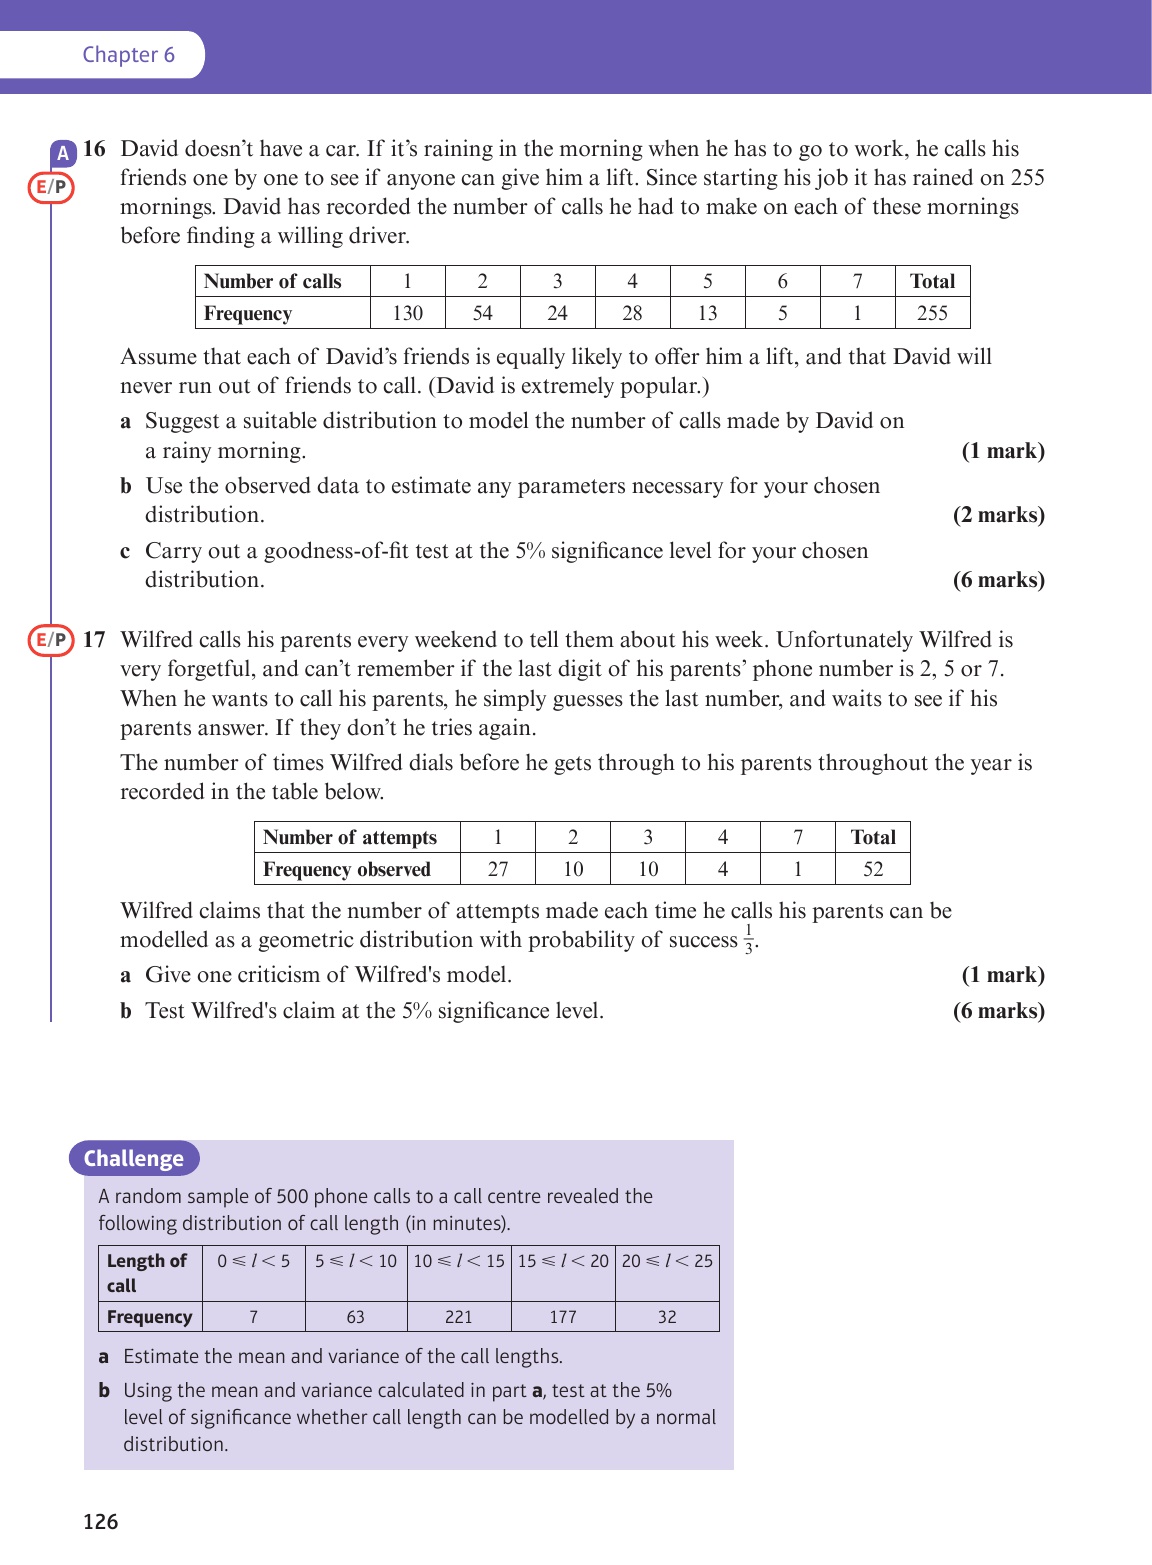 Chapter 6
A
E/P
16 David doesn’t have a car. If it’s raining in the morning when he has to go to work, he calls his
friends one by one to see if anyone can give him a lift. Since starting his job it has rained on 255
mornings. David has recorded the number of calls he had to make on each of these mornings
before finding a willing driver.
Number of calls 1 2 3 4 5 6 7 Total
Frequency 130 54 24 28 13 5 1 255
Assume that each of David’s friends is equally likely to offer him a lift, and that David will
never run out of friends to call. (David is extremely popular.)
a Suggest a suitable distribution to model the number of calls made by David on
a rainy morning. (1 mark)
b Use the observed data to estimate any parameters necessary for your chosen
distribution. (2 marks)
c Carry out a goodness-of-fit test at the 5% significance level for your chosen
distribution. (6 marks)
E/P
17 Wilfred calls his parents every weekend to tell them about his week. Unfortunately Wilfred is
very forgetful, and can’t remember if the last digit of his parents’ phone number is 2, 5 or 7.
When he wants to call his parents, he simply guesses the last number, and waits to see if his
parents answer. If they don’t he tries again.
The number of times Wilfred dials before he gets through to his parents throughout the year is
recorded in the table below.
Number of attempts 1 2 3 4 7 Total
Frequency observed 27 10 10 4 1 52
Wilfred claims that the number of attempts made each time he calls his parents can be
modelled as a geometric distribution with probability of success 1/3.
a Give one criticism of Wilfred's model. (1 mark)
b Test Wilfred's claim at the 5% significance level. (6 marks)
Challenge
A random sample of 500 phone calls to a call centre revealed the
following distribution of call length (in minutes).
Length of 0 ⩽ l < 5 5 ⩽ l < 10 10 ⩽ l < 15 15 ⩽ l < 20 20 ⩽ l < 25
call
Frequency 7 63 221 177 32
a Estimate the mean and variance of the call lengths.
b Using the mean and variance calculated in part a, test at the 5%
level of significance whether call length can be modelled by a normal
distribution.
126